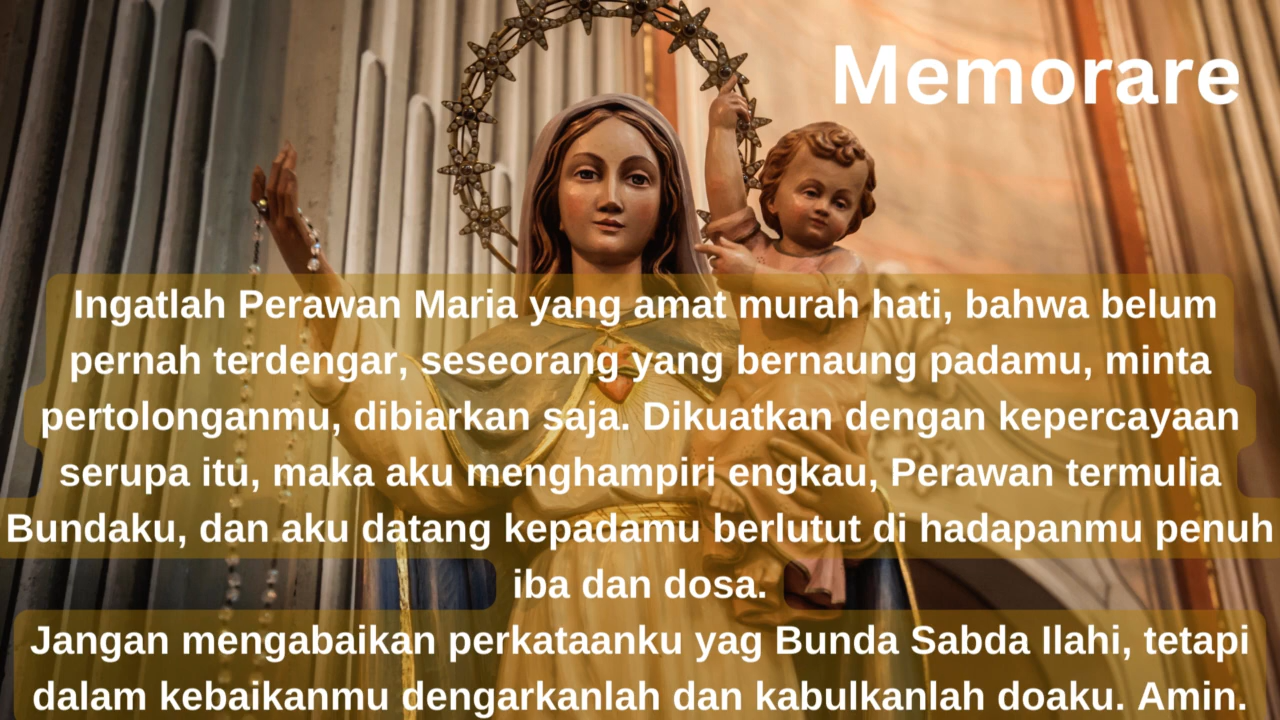 Memorare
Ingatlah Perawan Maria yang amat murah hati, bahwa belum
pernah terdengar, seseorang yang bernaung padamu, minta
pertolonganmu, dibiarkan saja. Dikuatkan dengan kepercayaan
serupa itu, maka aku menghampiri engkau, Perawan termulia
Bundaku, dan aku datang kepadamu berlutut di hadapanmu penuh
iba dan dosa.
Jangan mengabaikan perkataanku yag Bunda Sabda Ilahi, tetapi
dalam kebaikanmu dengarkanlah dan kabulkanlah doaku. Amin.